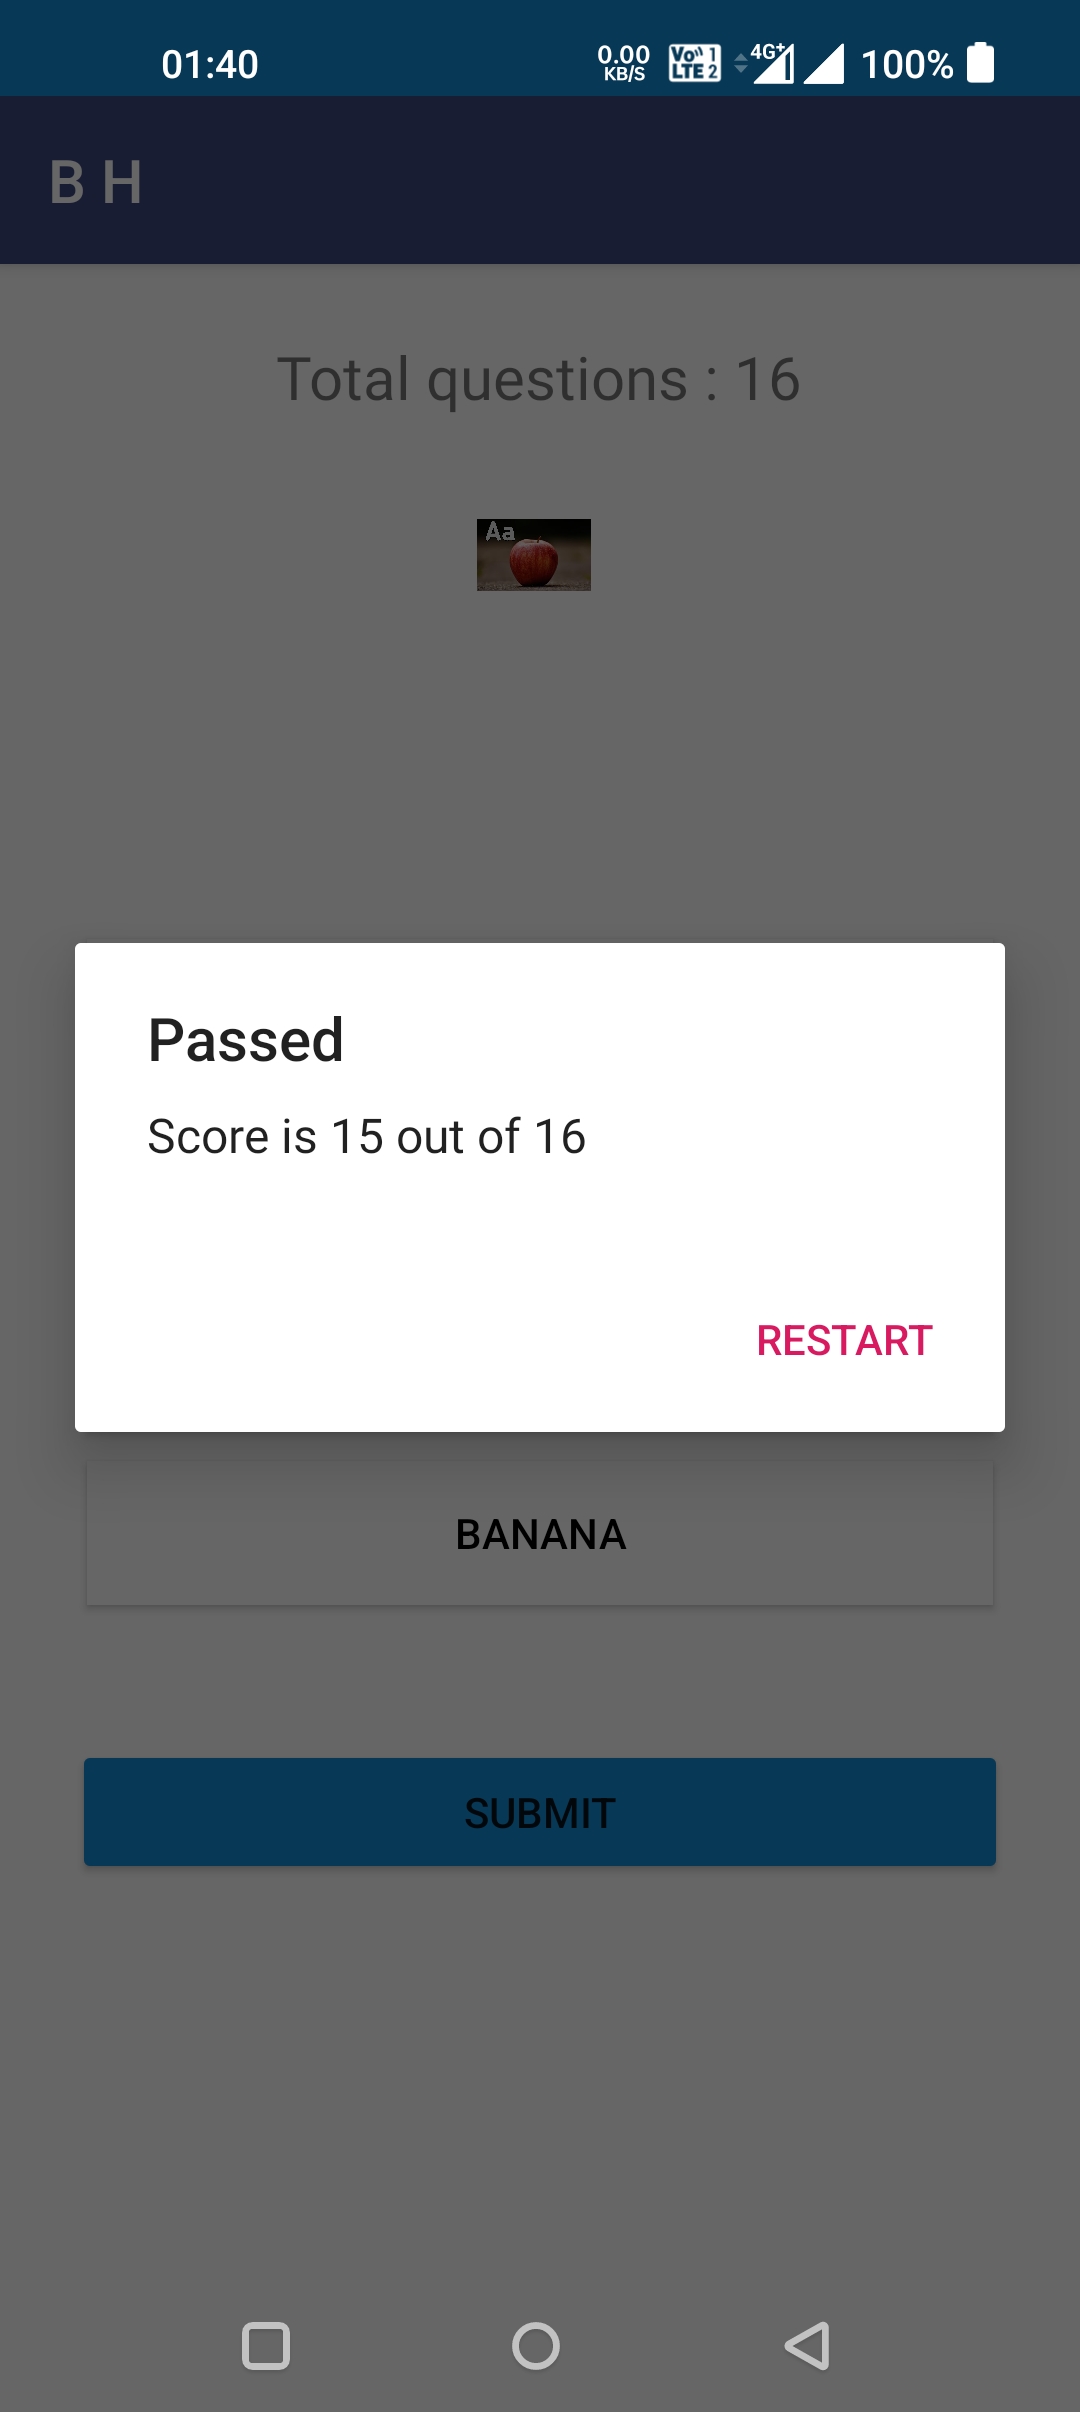 01:40 0.00 KB/S Vo 1 LTE 2 4G+ 100%
B H
Total questions : 16
Aa
Passed
Score is 15 out of 16
RESTART
BANANA
SUBMIT